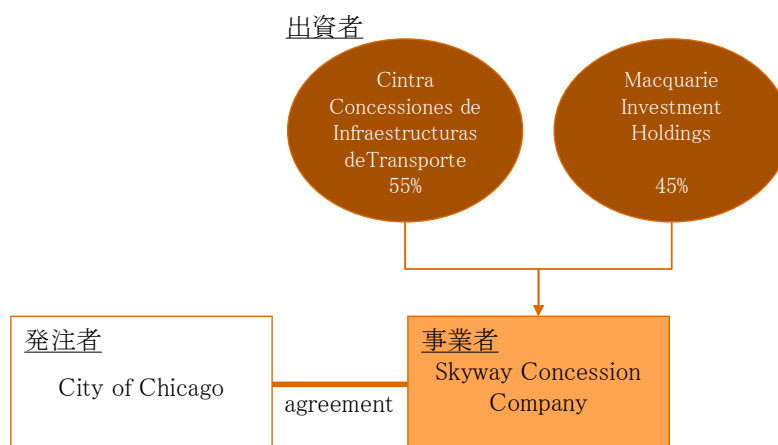 出資者
Cintra
Concessiones de
Infraestructuras
deTransporte
55%
Macquarie
Investment
Holdings
45%
発注者
City of Chicago
agreement
事業者
Skyway Concession
Company